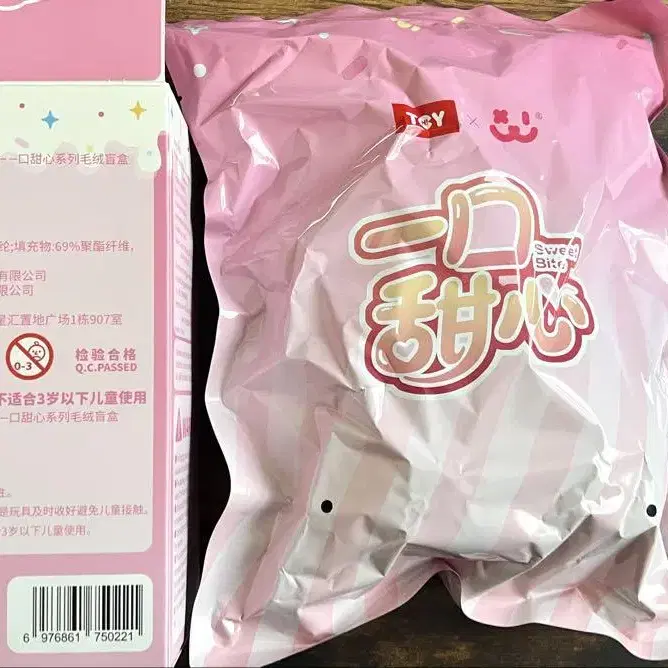 一口甜心系列毛绒盲盒
纶;填充物:69%聚酯纤维,
有限公司
限公司
星汇置地广场1栋907室
0-3
检验合格
Q.C.PASSED
不适合3岁以下儿童使用
一口甜心系列毛绒盲盒
性。
是玩具及时收好避免儿童接触。
3岁以下儿童使用。
6 976861 750221
TCY ×
一口
Sweet
Bite
甜心